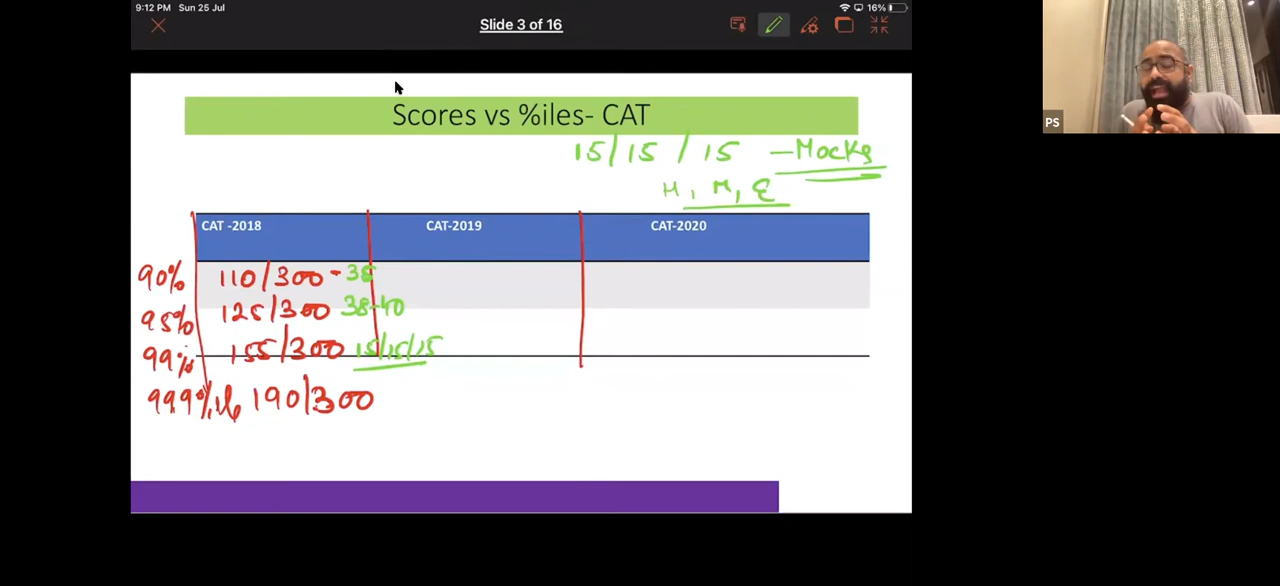 9:12 PM Sun 25 Jul
16%
Slide 3 of 16
PS
Scores vs %iles- CAT
15/15 / 15 - Mocks
H, M, E
CAT -2018 CAT-2019 CAT-2020
90% 110/300 - 38
95% 125/300 38-40
99% 155/300 15/15/15
99.9%ile 190/300